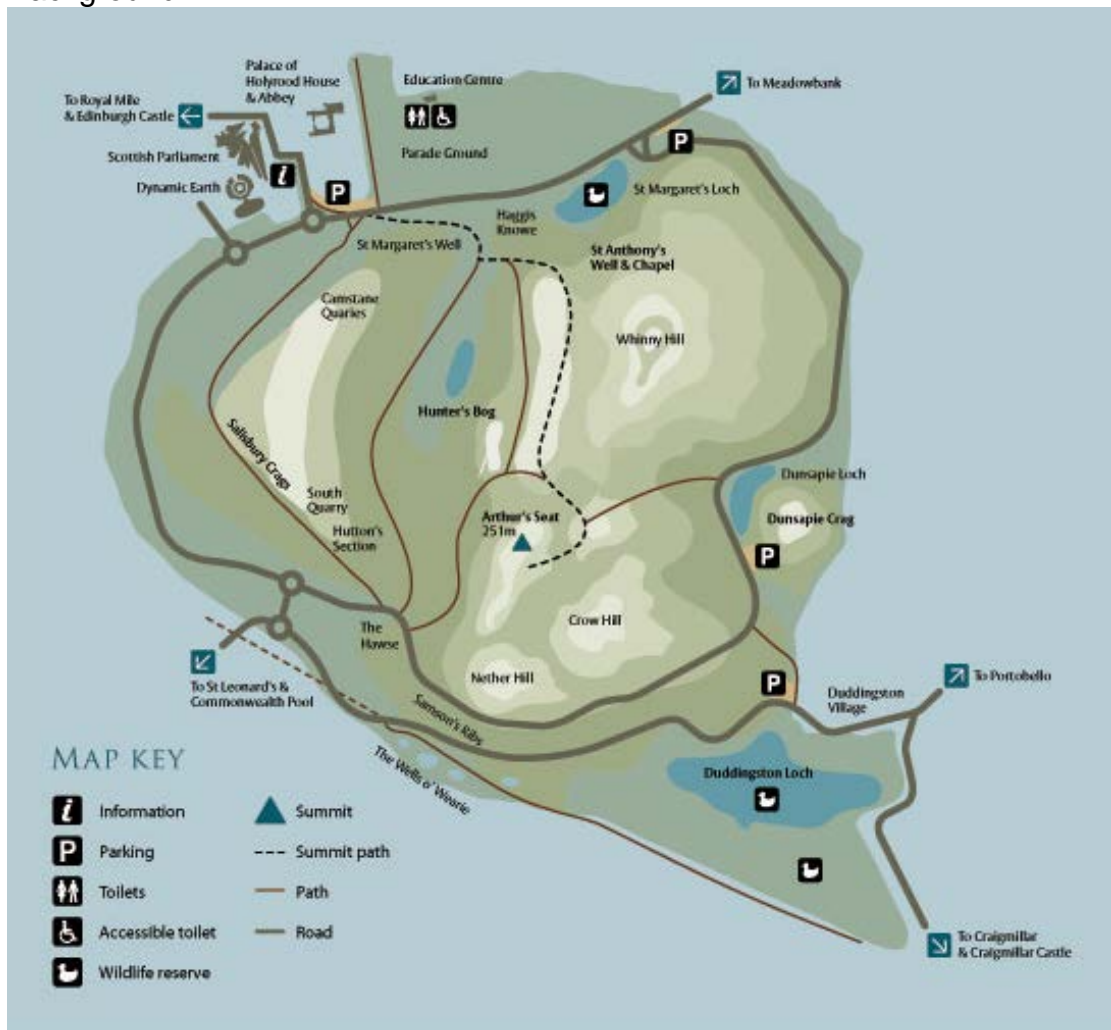 Palace of
Holyrood House
& Abbey
Education Centre
To Meadowbank
To Royal Mile
& Edinburgh Castle
Scottish Parliament
i
P
Parade Ground
P
Dynamic Earth
St Margaret's Loch
Haggis
Knowe
St Margaret's Well
St Anthony's
Well & Chapel
Camstane
Quaries
Whinny Hill
Hunter's Bog
Salisbury Crags
Dunsapie Loch
South
Quarry
Arthur's Seat
251m
Dunsapie Crag
Hutton's
Section
P
The
Hawse
Crow Hill
Nether Hill
P
To St Leonard's &
Commonwealth Pool
Samson's Ribs
Duddingston
Village
To Portobello
The Wells o' Wearie
Duddingston Loch
MAP KEY
i Information
Summit
P Parking
Summit path
Toilets
Path
Accessible toilet
Road
Wildlife reserve
To Craigmillar
& Craigmillar Castle